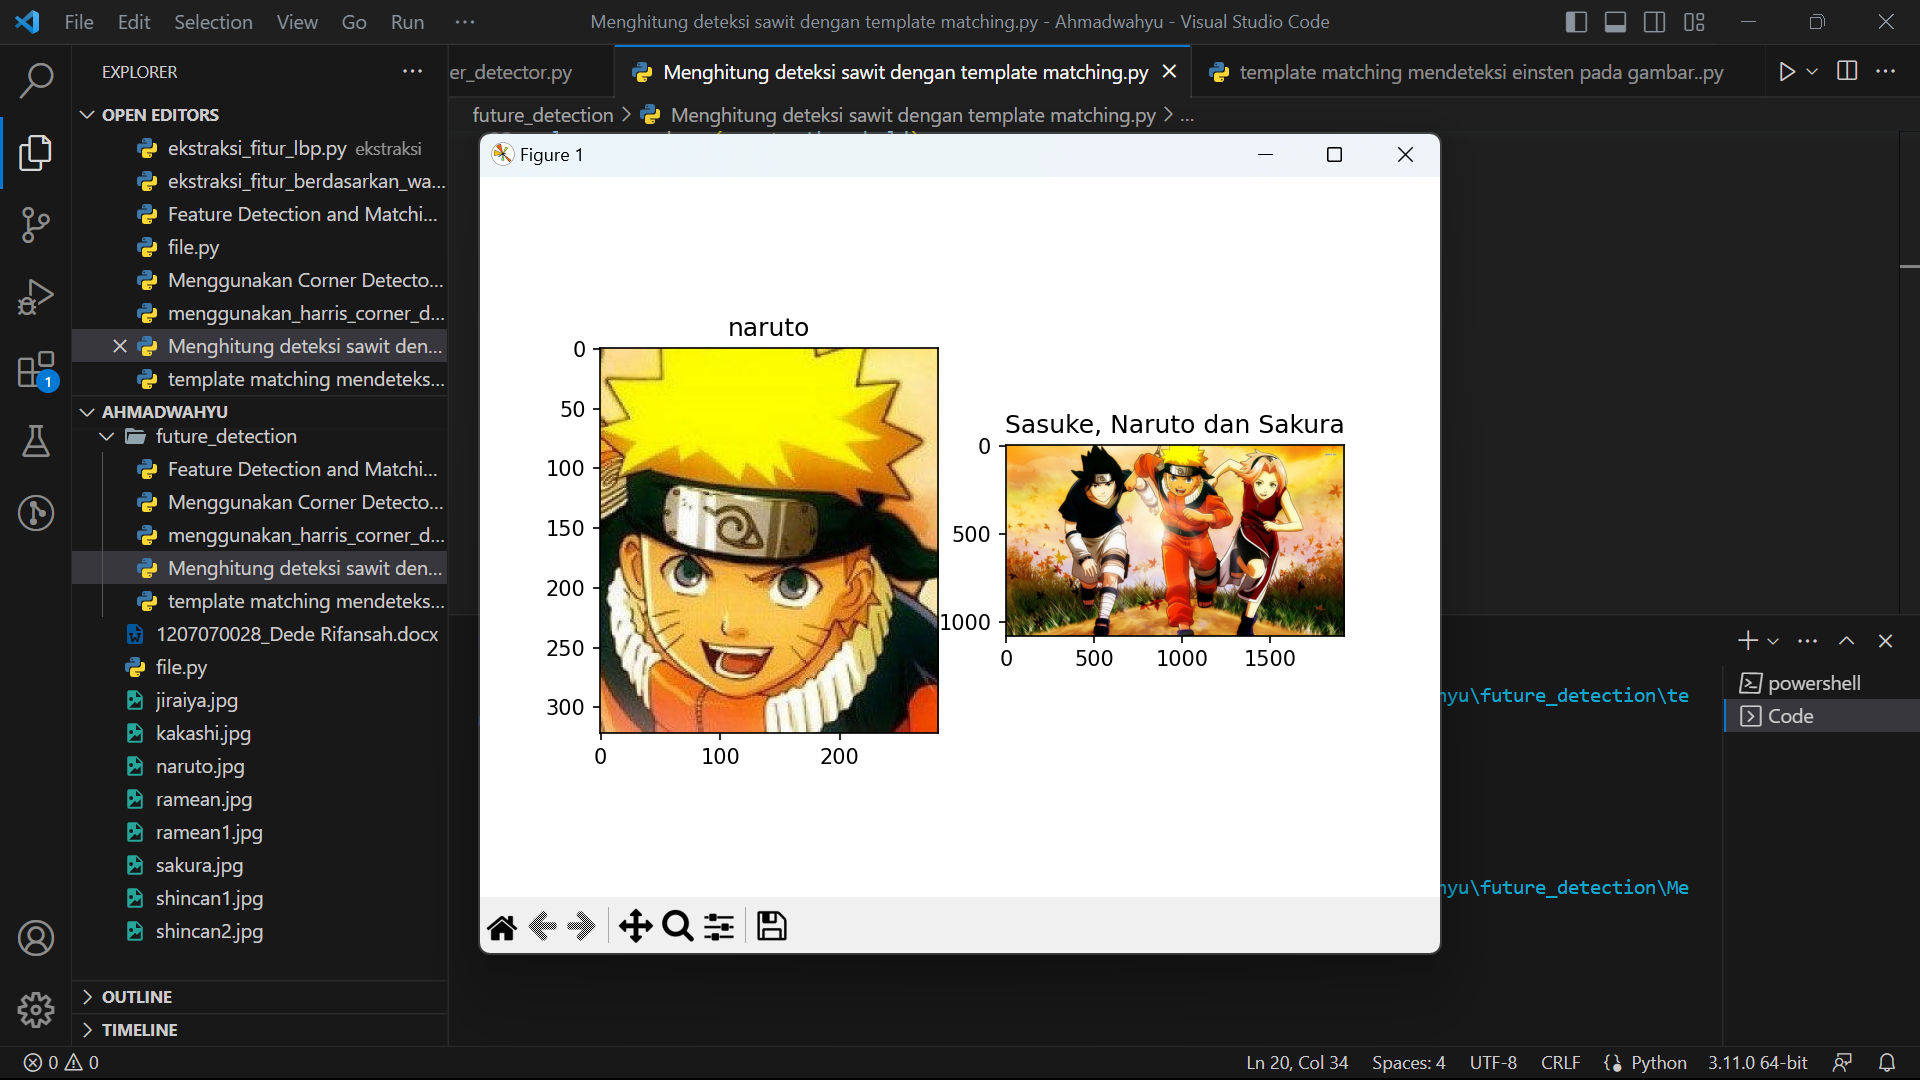 File Edit Selection View Go Run ···
Menghitung deteksi sawit dengan template matching.py - Ahmadwahyu - Visual Studio Code
EXPLORER
er_detector.py
Menghitung deteksi sawit dengan template matching.py
template matching mendeteksi einsten pada gambar..py
future_detection > Menghitung deteksi sawit dengan template matching.py > ...
OPEN EDITORS
ekstraksi_fitur_lbp.py ekstraksi
ekstraksi_fitur_berdasarkan_wa...
Feature Detection and Matchi...
file.py
Menggunakan Corner Detecto...
menggunakan_harris_corner_d...
Menghitung deteksi sawit den...
template matching mendeteks...
AHMADWAHYU
future_detection
Feature Detection and Matchi...
Menggunakan Corner Detecto...
menggunakan_harris_corner_d...
Menghitung deteksi sawit den...
template matching mendeteks...
1207070028_Dede Rifansah.docx
file.py
jiraiya.jpg
kakashi.jpg
naruto.jpg
ramean.jpg
ramean1.jpg
sakura.jpg
shincan1.jpg
shincan2.jpg
OUTLINE
TIMELINE
1
Figure 1
naruto
0
50
100
150
200
250
300
0 100 200
Sasuke, Naruto dan Sakura
0
500
1000
0 500 1000 1500
yu\future_detection\te
yu\future_detection\Me
powershell
Code
0 0
Ln 20, Col 34 Spaces: 4 UTF-8 CRLF Python 3.11.0 64-bit